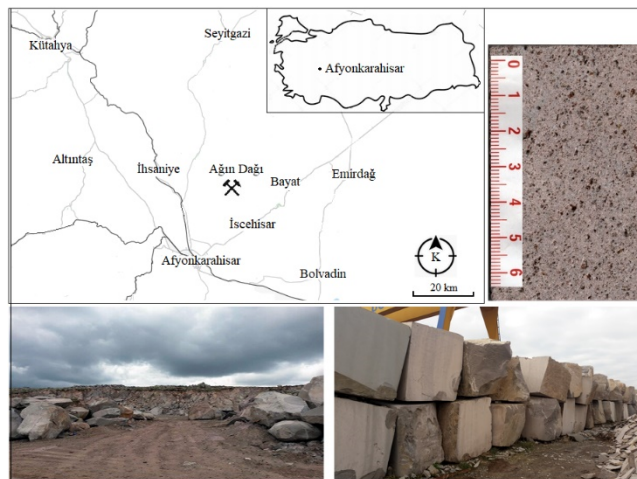 Kütahya
Seyitgazi
Afyonkarahisar
Altıntaş
İhsaniye
Ağın Dağı
Bayat
Emirdağ
İscehisar
Afyonkarahisar
Bolvadin
K
20 km
0
1
2
3
4
5
6